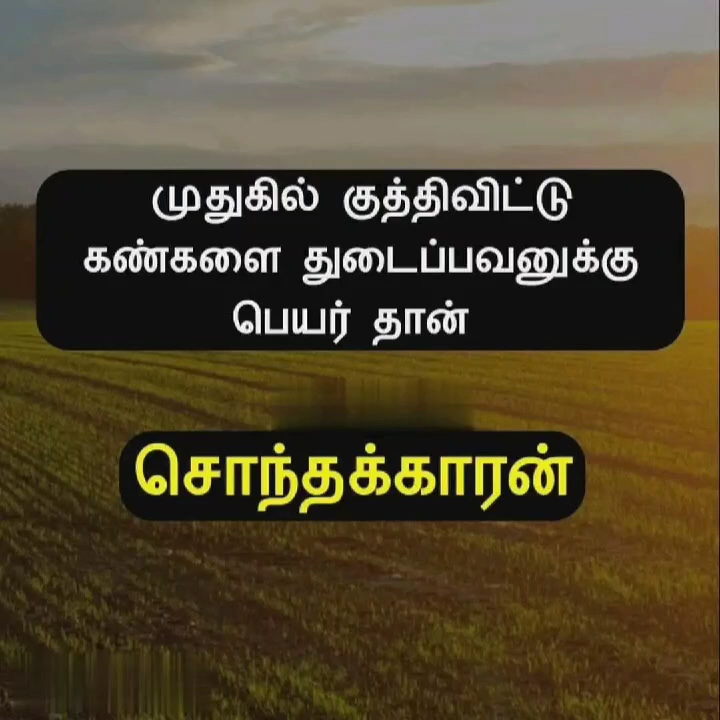 முதுகில் குத்திவிட்டு
கண்களை துடைப்பவனுக்கு
பெயர் தான்
சொந்தக்காரன்